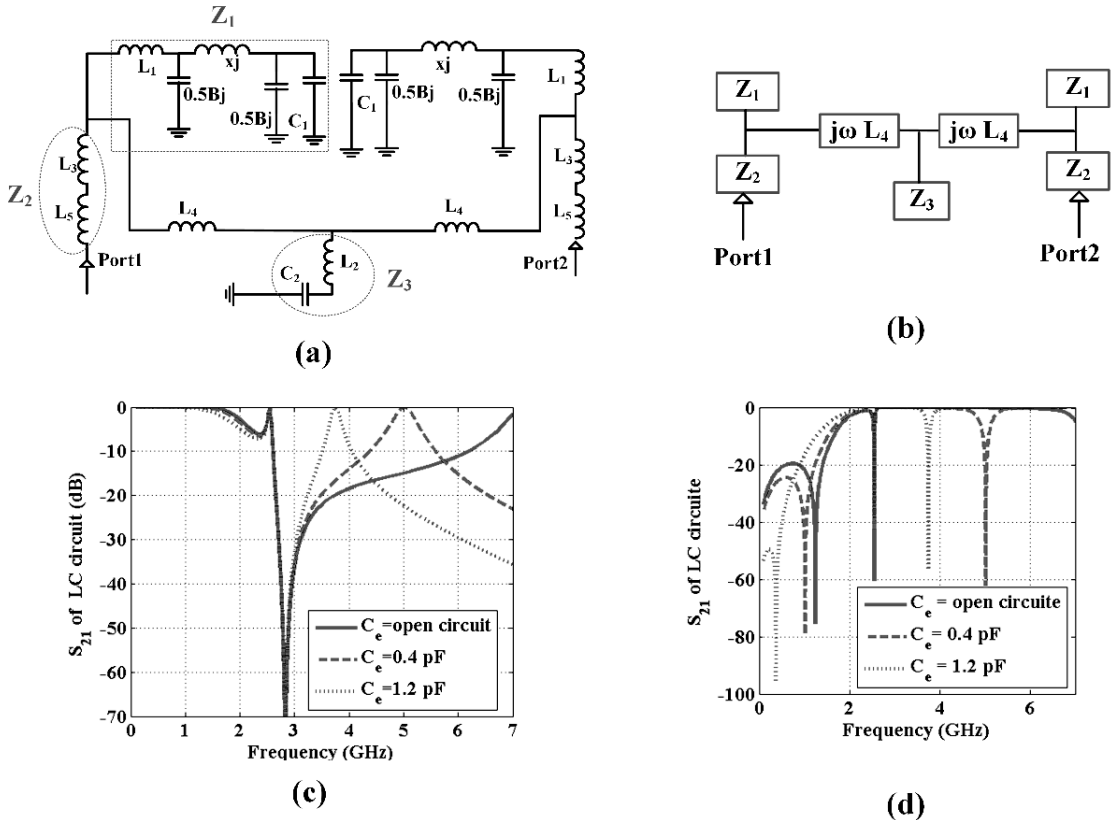 Z1
L1
xj
0.5Bj
0.5Bj
C1
C1
0.5Bj
xj
0.5Bj
L1
Z2
L3
L5
Port1
L4
L4
L3
L5
Port2
C2
L2
Z3
(a)
Z1
Z2
jω L4
jω L4
Z3
Z1
Z2
Port1
Port2
(b)
S21 of LC circuit (dB)
0
-10
-20
-30
-40
-50
-60
-70
0 1 2 3 4 5 6 7
Frequency (GHz)
Ce=open circuit
Ce=0.4 pF
Ce=1.2 pF
(c)
S21 of LC circuite
0
-20
-40
-60
-80
-100
0 2 4 6
Frequency (GHz)
Ce= open circuite
Ce= 0.4 pF
Ce= 1.2 pF
(d)